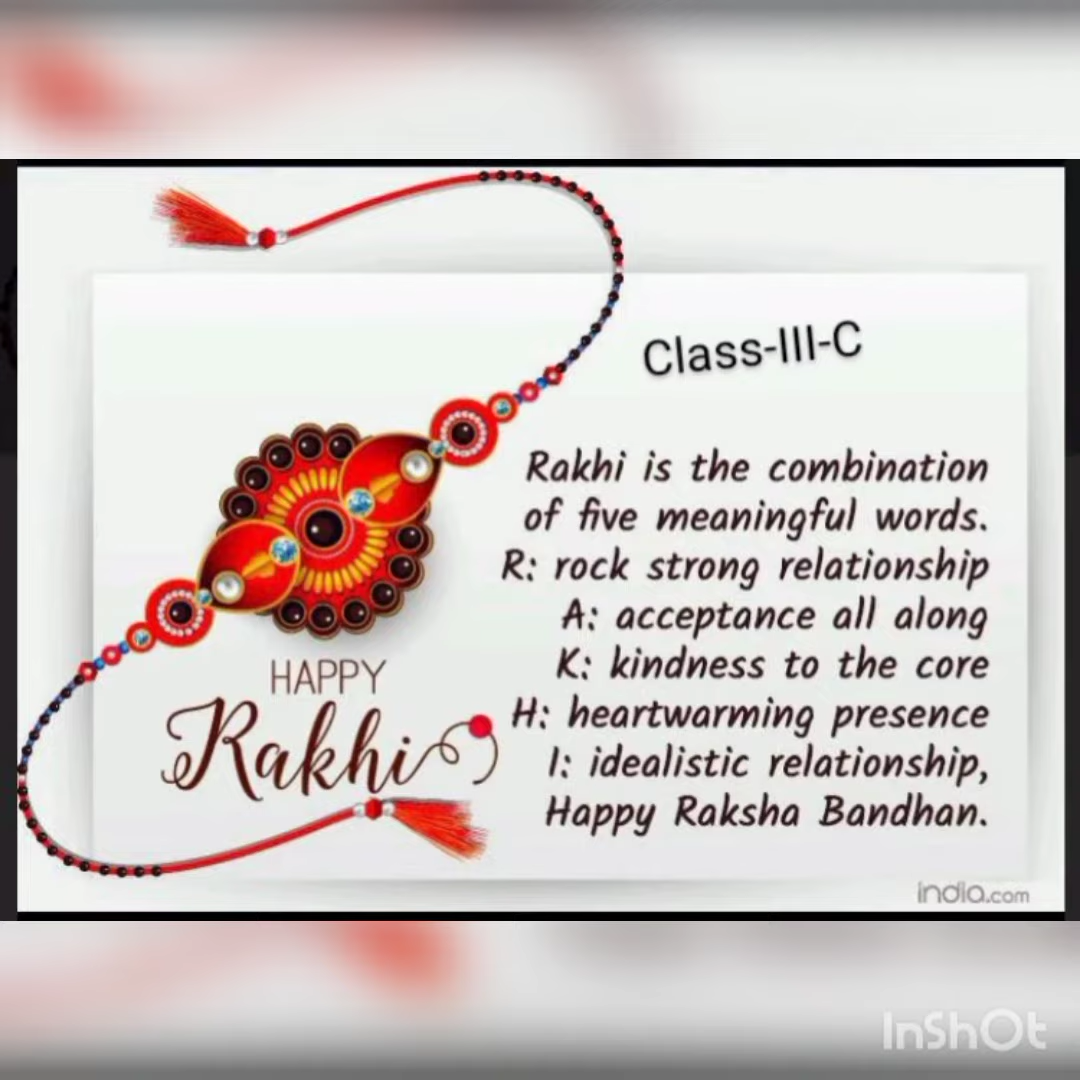 Class-III-C
Rakhi is the combination
of five meaningful words.
R: rock strong relationship
A: acceptance all along
K: kindness to the core
H: heartwarming presence
I: idealistic relationship,
Happy Raksha Bandhan.
HAPPY
Rakhi
india.com
InShOt